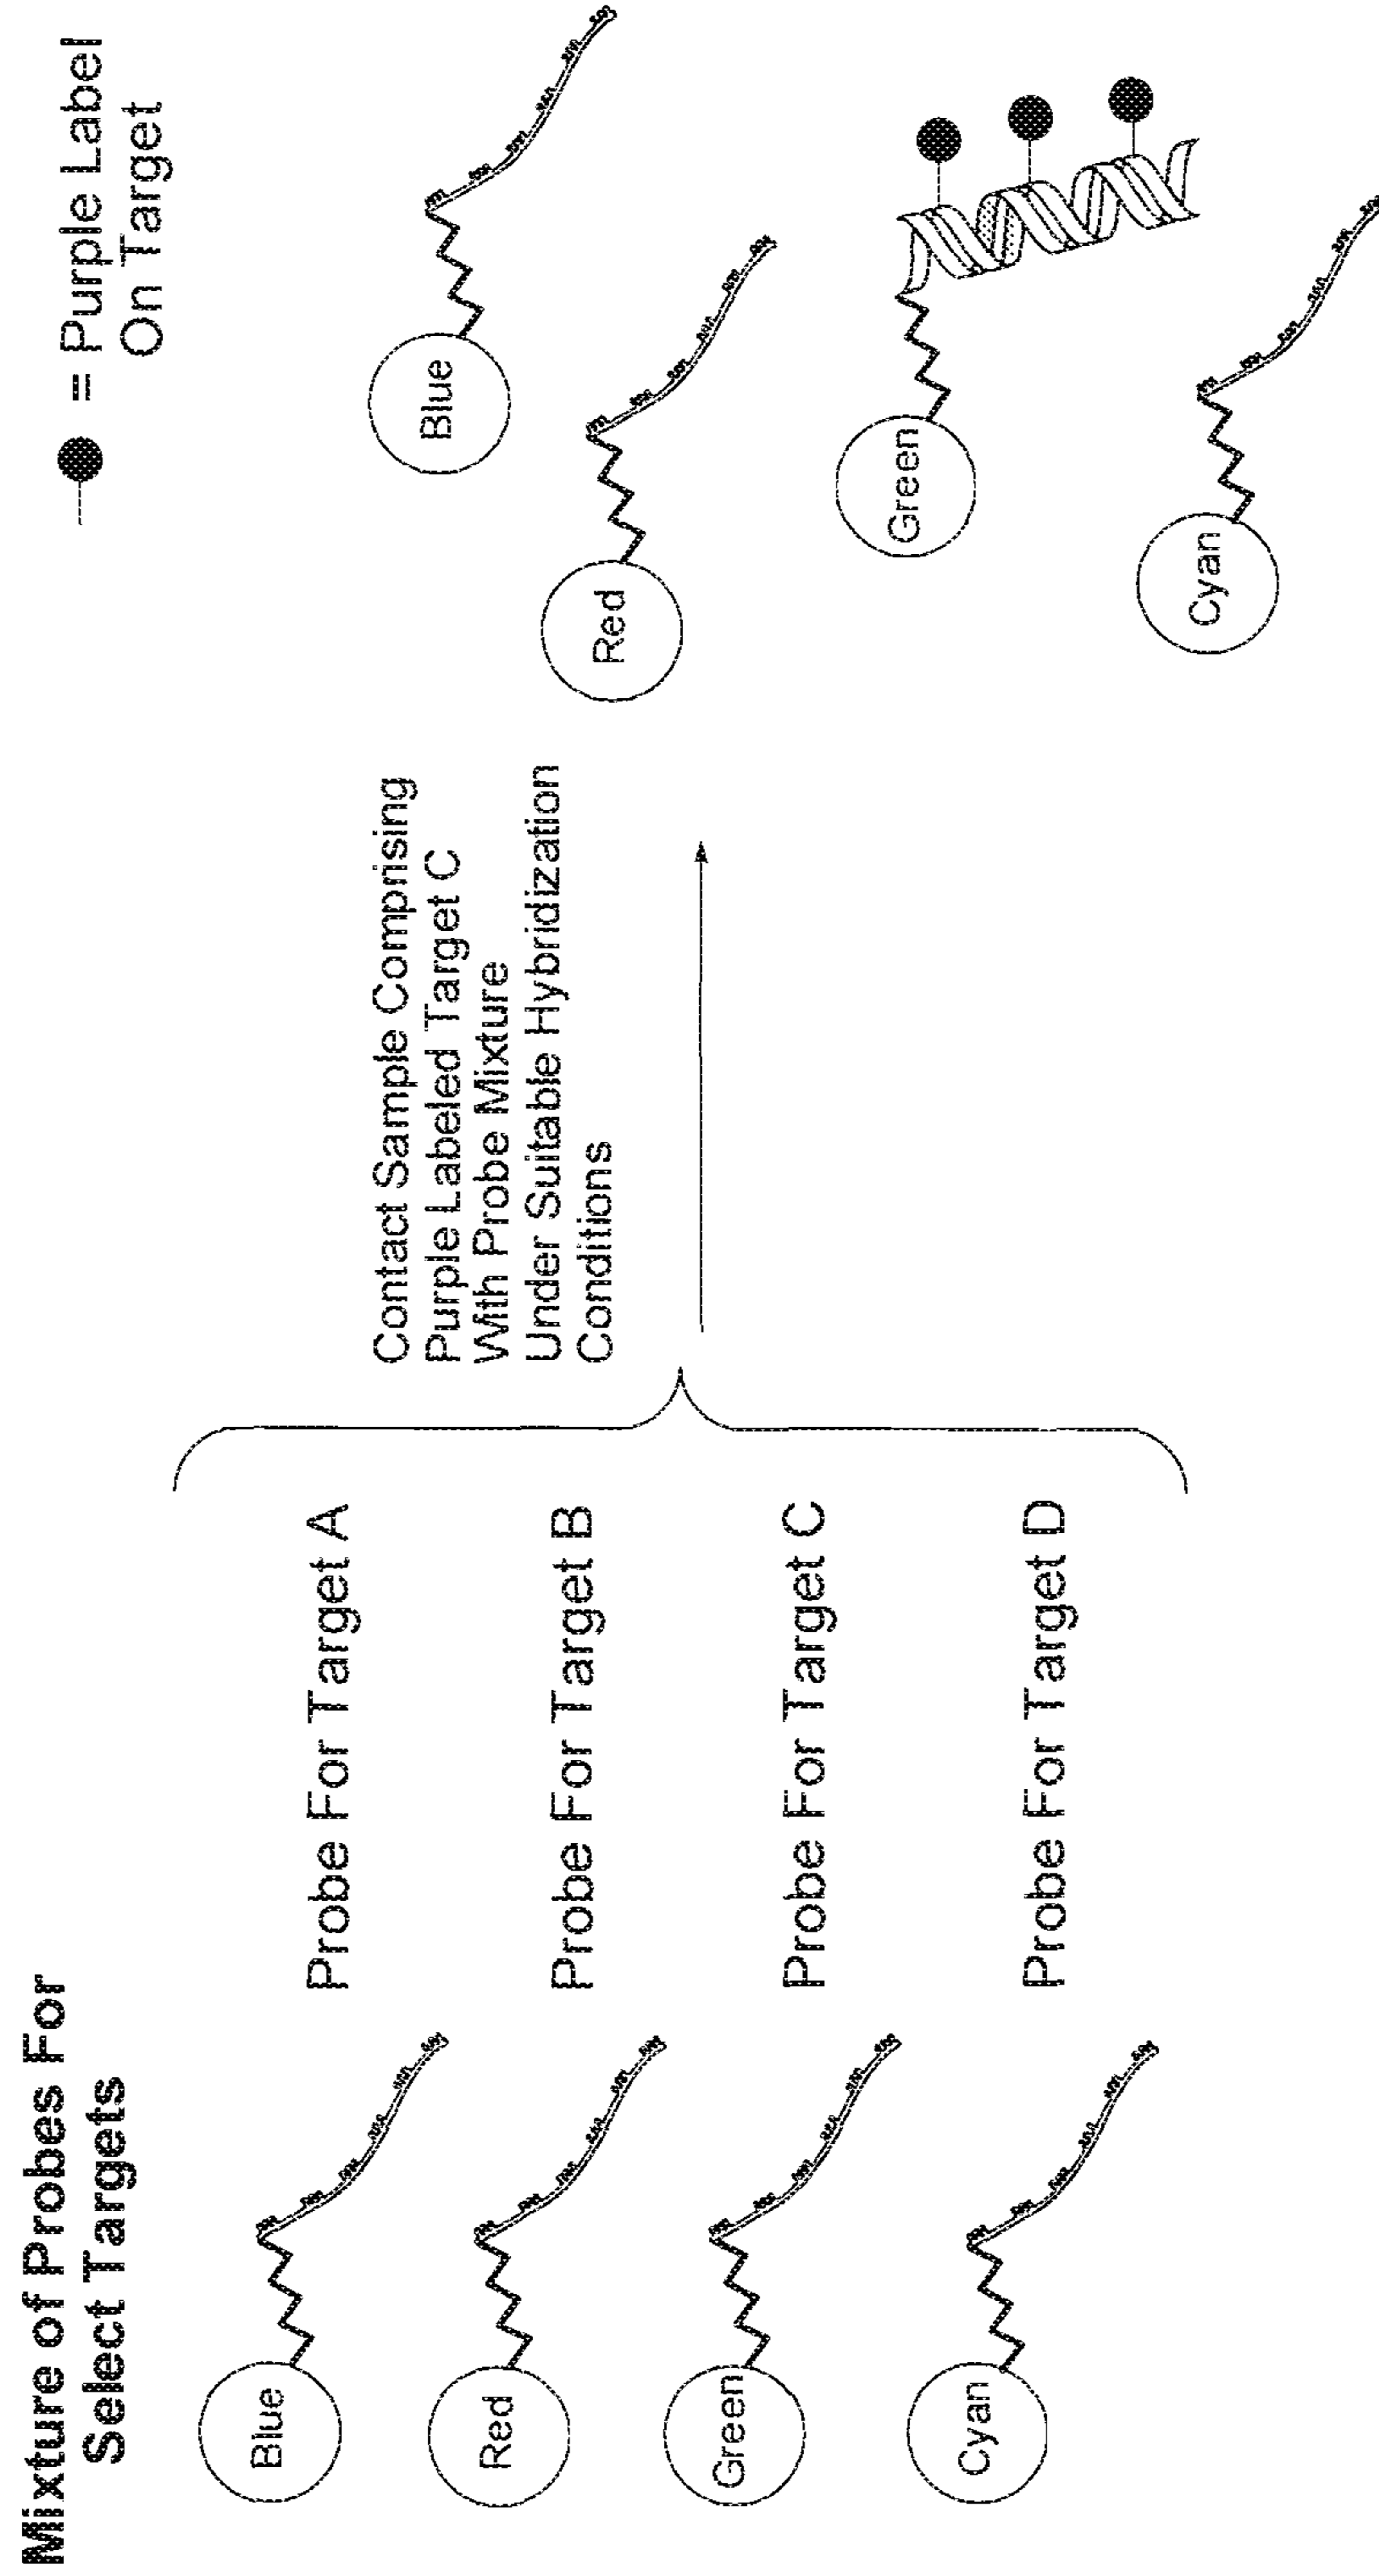 Mixture of Probes For
Select Targets
Blue
Probe For Target A
Red
Probe For Target B
Green
Probe For Target C
Cyan
Probe For Target D
Contact Sample Comprising
Purple Labeled Target C
With Probe Mixture
Under Suitable Hybridization
Conditions
= Purple Label
On Target
Blue
Red
Green
Cyan